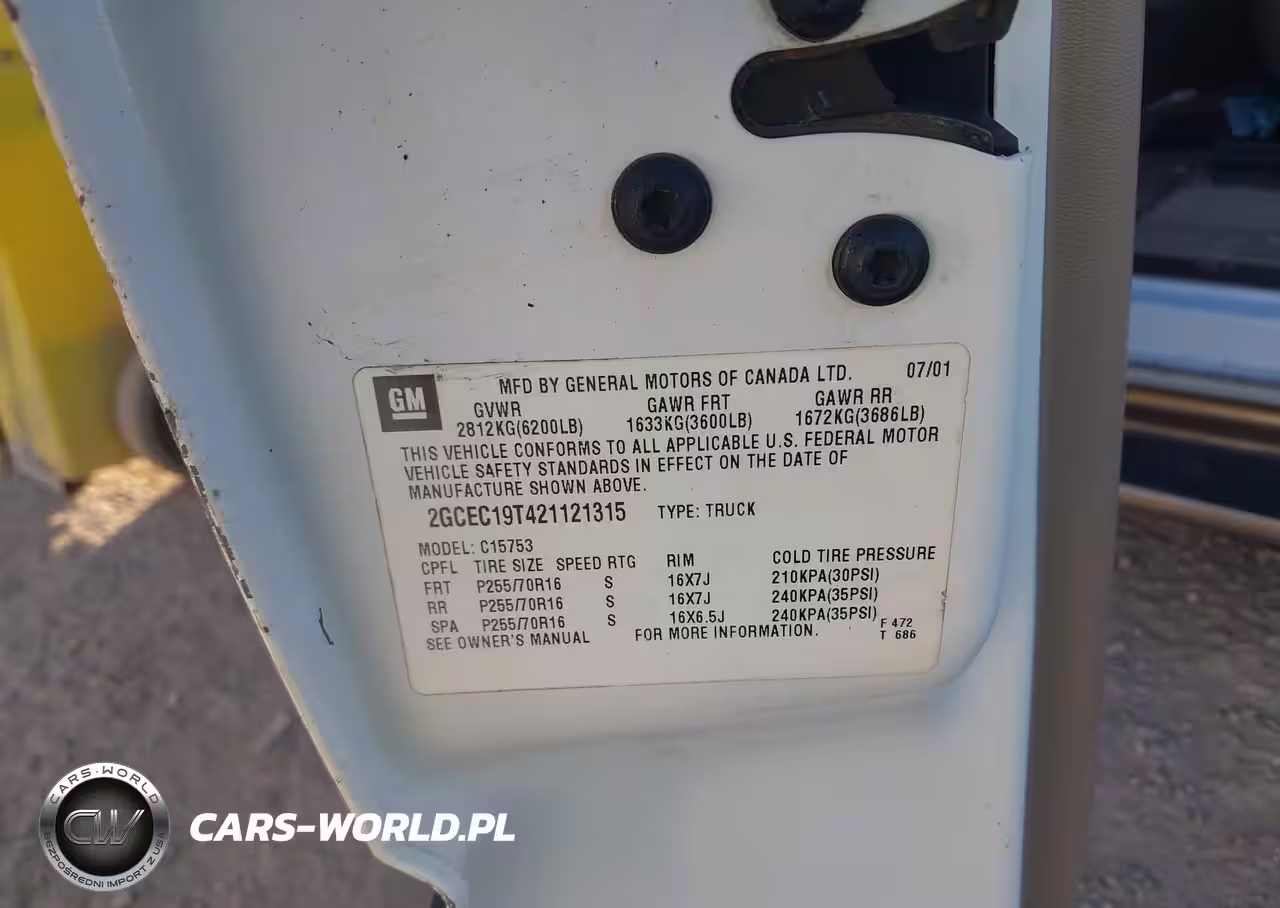 GM
MFD BY GENERAL MOTORS OF CANADA LTD. 07/01
GVWR GAWR FRT GAWR RR
2812KG(6200LB) 1633KG(3600LB) 1672KG(3686LB)
THIS VEHICLE CONFORMS TO ALL APPLICABLE U.S. FEDERAL MOTOR
VEHICLE SAFETY STANDARDS IN EFFECT ON THE DATE OF
MANUFACTURE SHOWN ABOVE.
2GCEC19T421121315 TYPE: TRUCK
MODEL: C15753
CPFL TIRE SIZE SPEED RTG RIM COLD TIRE PRESSURE
FRT P255/70R16 S 16X7J 210KPA(30PSI)
RR P255/70R16 S 16X7J 240KPA(35PSI)
SPA P255/70R16 S 16X6.5J 240KPA(35PSI)
SEE OWNER'S MANUAL FOR MORE INFORMATION.
F 472
T 686
CARS-WORLD
CW
BEZPOŚREDNI IMPORT Z USA
CARS-WORLD.PL